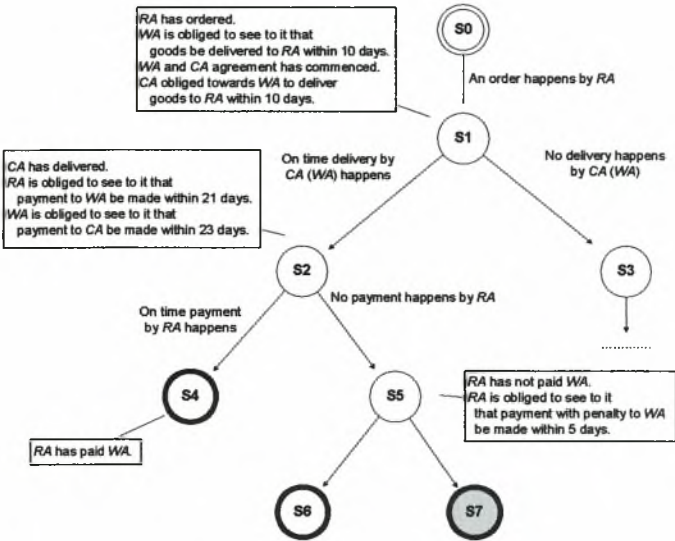 RA has ordered.
WA is obliged to see to it that
goods be delivered to RA within 10 days.
WA and CA agreement has commenced.
CA obliged towards WA to deliver
goods to RA within 10 days.
S0
An order happens by RA
S1
On time delivery by
CA (WA) happens
No delivery happens
by CA (WA)
CA has delivered.
RA is obliged to see to it that
payment to WA be made within 21 days.
WA is obliged to see to it that
payment to CA be made within 23 days.
S2
S3
On time payment
by RA happens
No payment happens by RA
S4
S5
RA has not paid WA.
RA is obliged to see to it
that payment with penalty to WA
be made within 5 days.
RA has paid WA.
S6
S7